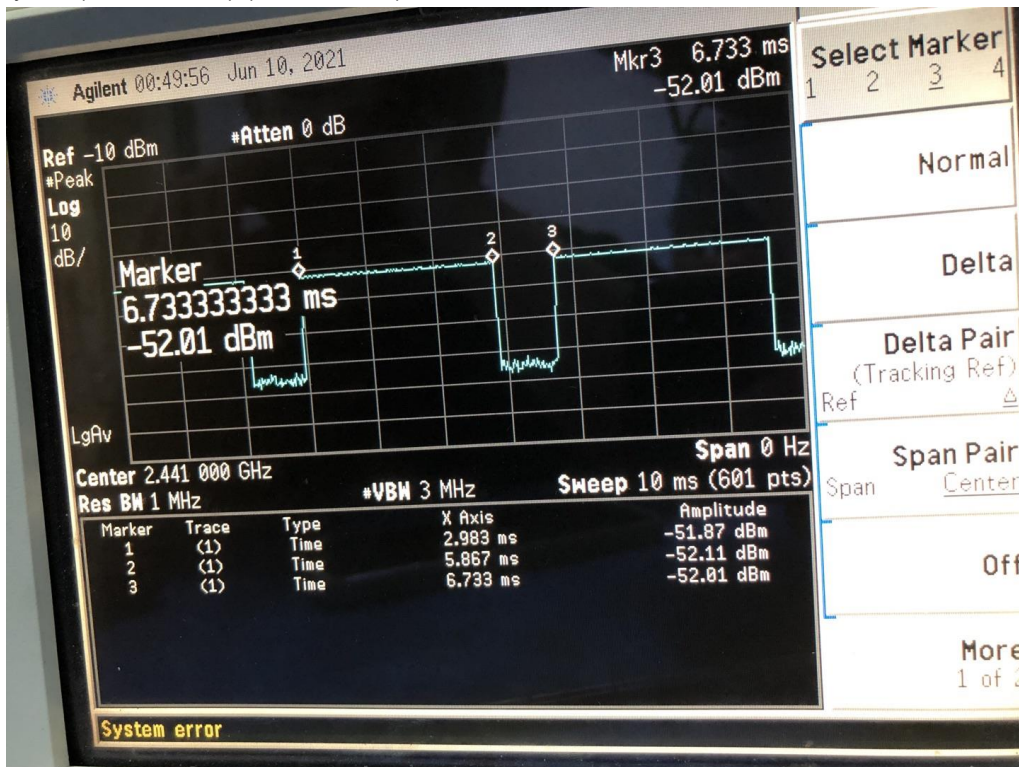 Agilent 00:49:56 Jun 10, 2021
Mkr3 6.733 ms
-52.01 dBm
Ref -10 dBm #Atten 0 dB
#Peak
Log
10
dB/
1
2
3
Marker
6.733333333 ms
-52.01 dBm
LgAv
Center 2.441 000 GHz Span 0 Hz
Res BW 1 MHz #VBW 3 MHz Sweep 10 ms (601 pts)
Marker Trace Type X Axis Amplitude
1 (1) Time 2.983 ms -51.87 dBm
2 (1) Time 5.867 ms -52.11 dBm
3 (1) Time 6.733 ms -52.01 dBm
System error
Select Marker
1 2 3 4
Normal
Delta
Delta Pair
(Tracking Ref)
Ref Δ
Span Pair
Span Center
Off
More
1 of